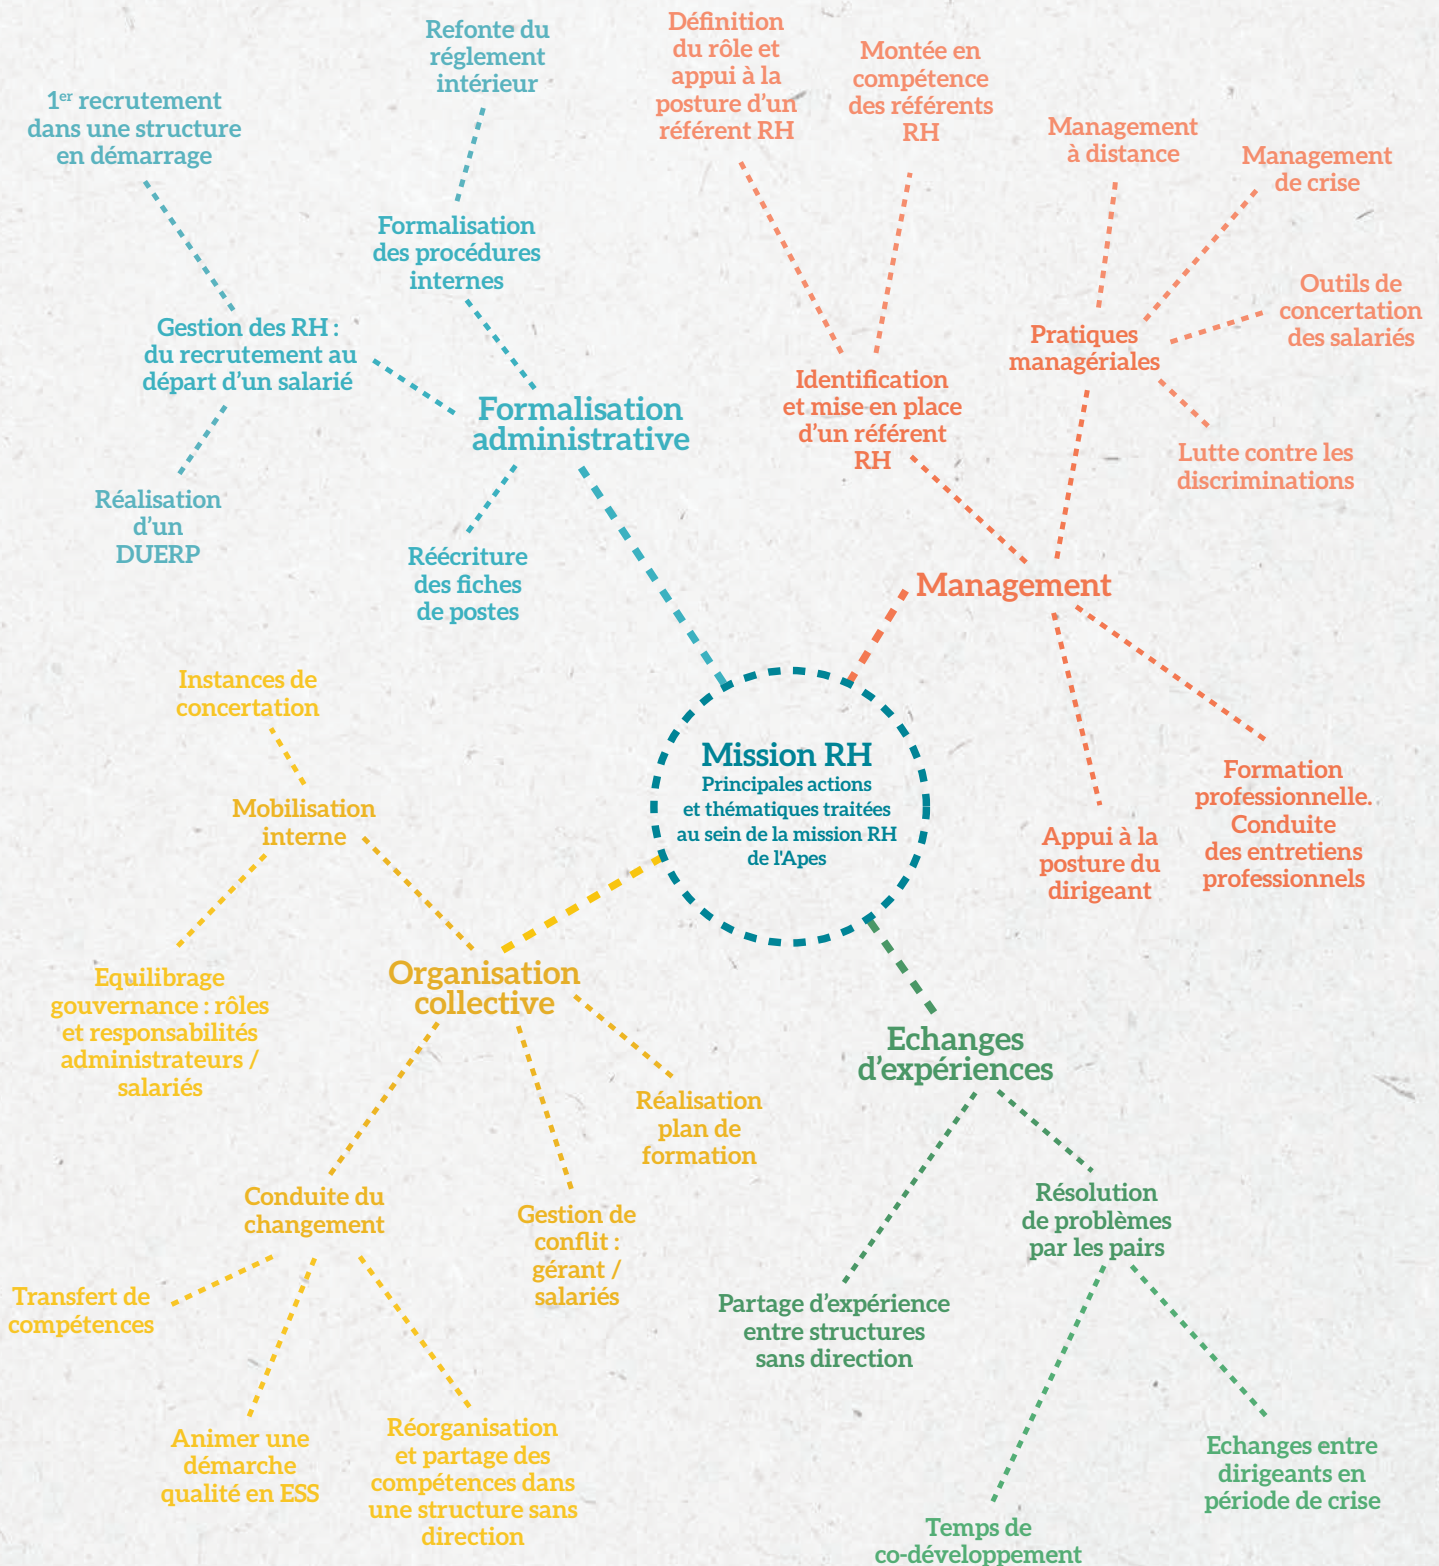 Refonte du
réglement
intérieur
1er recrutement
dans une structure
en démarrage
Formalisation
des procédures
internes
Gestion des RH :
du recrutement au
départ d’un salarié
Formalisation
administrative
Réalisation
d’un
DUERP
Réécriture
des fiches
de postes
Définition
du rôle et
appui à la
posture d’un
référent RH
Montée en
compétence
des référents
RH
Management
à distance
Management
de crise
Outils de
concertation
des salariés
Pratiques
managériales
Identification
et mise en place
d’un référent
RH
Lutte contre les
discriminations
Management
Formation
professionnelle.
Conduite
des entretiens
professionnels
Appui à la
posture du
dirigeant
Mission RH
Principales actions
et thématiques traitées
au sein de la mission RH
de l'Apes
Instances de
concertation
Mobilisation
interne
Equilibrage
gouvernance : rôles
et responsabilités
administrateurs /
salariés
Organisation
collective
Réalisation
plan de
formation
Gestion de
conflit :
gérant /
salariés
Conduite du
changement
Transfert de
compétences
Animer une
démarche
qualité en ESS
Réorganisation
et partage des
compétences dans
une structure sans
direction
Echanges
d’expériences
Résolution
de problèmes
par les pairs
Partage d’expérience
entre structures
sans direction
Echanges entre
dirigeants en
période de crise
Temps de
co-développement